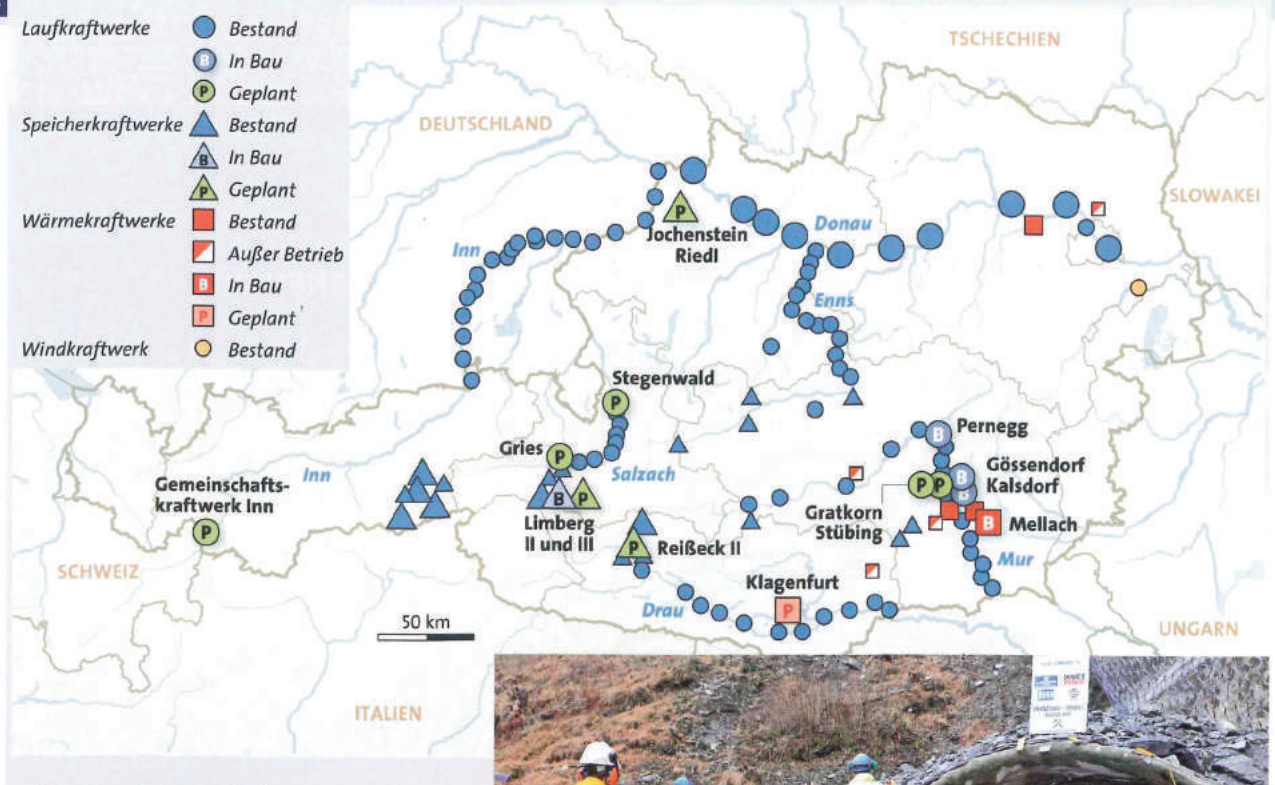 Laufkraftwerke
Bestand
B
In Bau
P
Geplant
Speicherkraftwerke
Bestand
B
In Bau
P
Geplant
Wärmekraftwerke
Bestand
Außer Betrieb
B
In Bau
P
Geplant
Windkraftwerk
Bestand
TSCHECHIEN
DEUTSCHLAND
SLOWAKEI
P
Jochenstein
Riedl
Donau
Inn
Enns
Stegenwald
P
Gries
P
Salzach
B
P
Limberg
II und III
Inn
Gemeinschafts-
kraftwerk Inn
P
P
Reißeck II
B
Pernegg
P
P
B
B
Gössendorf
Kalsdorf
Gratkorn
Stübing
B
Mellach
Mur
Klagenfurt
P
Drau
SCHWEIZ
50 km
UNGARN
ITALIEN